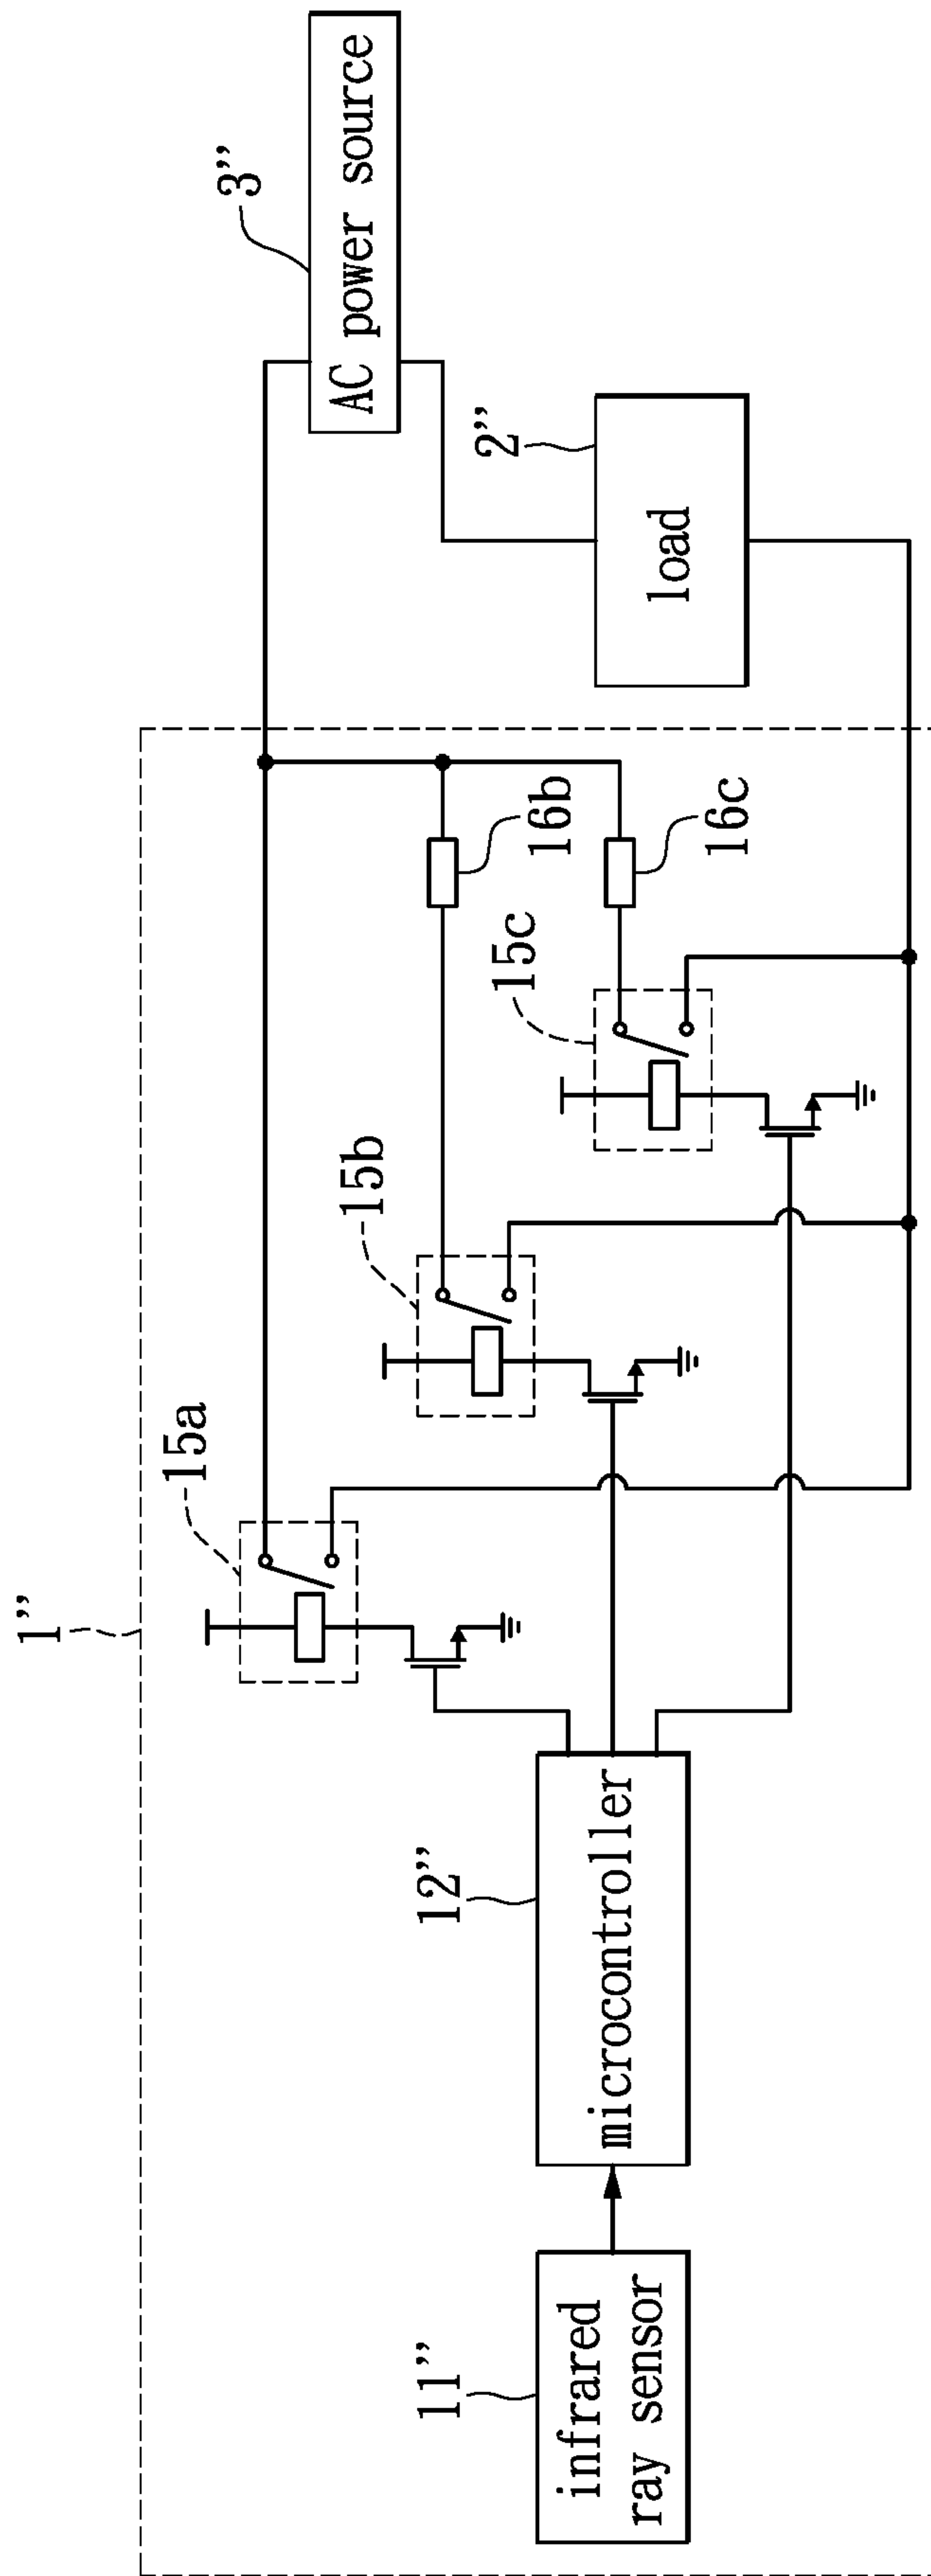 1”
11”
infrared
ray sensor
12”
microcontroller
15a
15b
15c
16b
16c
2”
load
3”
AC power source